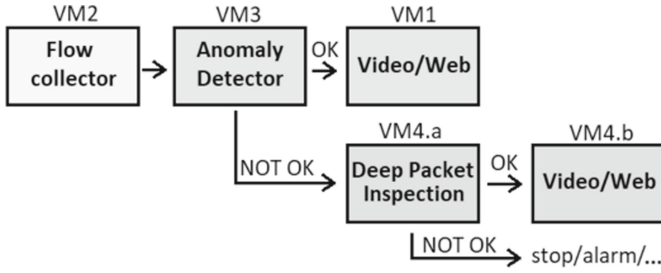 VM2
VM3
VM1
Flow
collector
Anomaly
Detector
OK
Video/Web
VM4.a
VM4.b
NOT OK
Deep Packet
Inspection
OK
Video/Web
NOT OK
stop/alarm/...